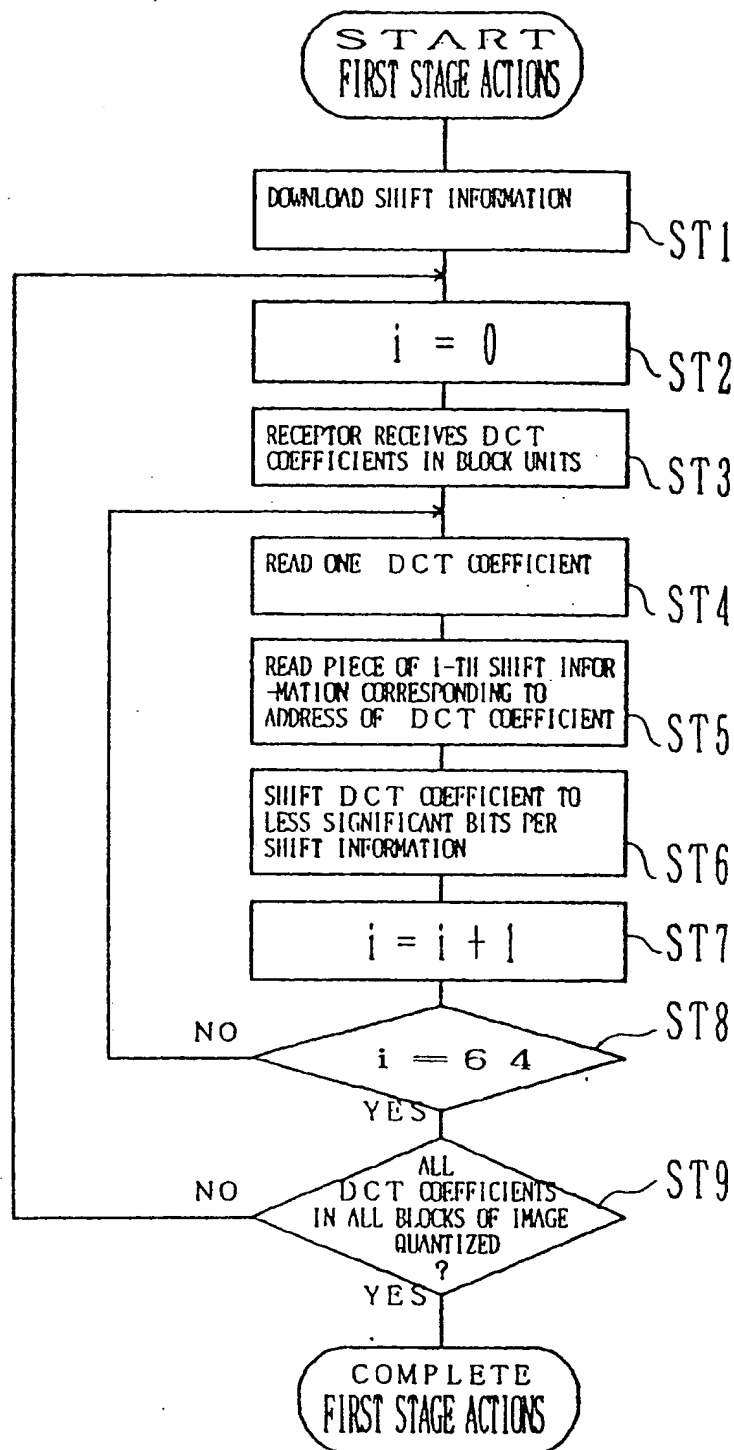 START
FIRST STAGE ACTIONS
DOWNLOAD SHIFT INFORMATION
ST1
i = 0
ST2
RECEPTOR RECEIVES DCT
COEFFICIENTS IN BLOCK UNITS
ST3
READ ONE DCT COEFFICIENT
ST4
READ PIECE OF i-TH SHIFT INFOR
-MATION CORRESPONDING TO
ADDRESS OF DCT COEFFICIENT
ST5
SHIFT DCT COEFFICIENT TO
LESS SIGNIFICANT BITS PER
SHIFT INFORMATION
ST6
i = i + 1
ST7
NO
ST8
i = 6 4
YES
NO
ALL
DCT COEFFICIENTS
IN ALL BLOCKS OF IMAGE
QUANTIZED
?
ST9
YES
COMPLETE
FIRST STAGE ACTIONS